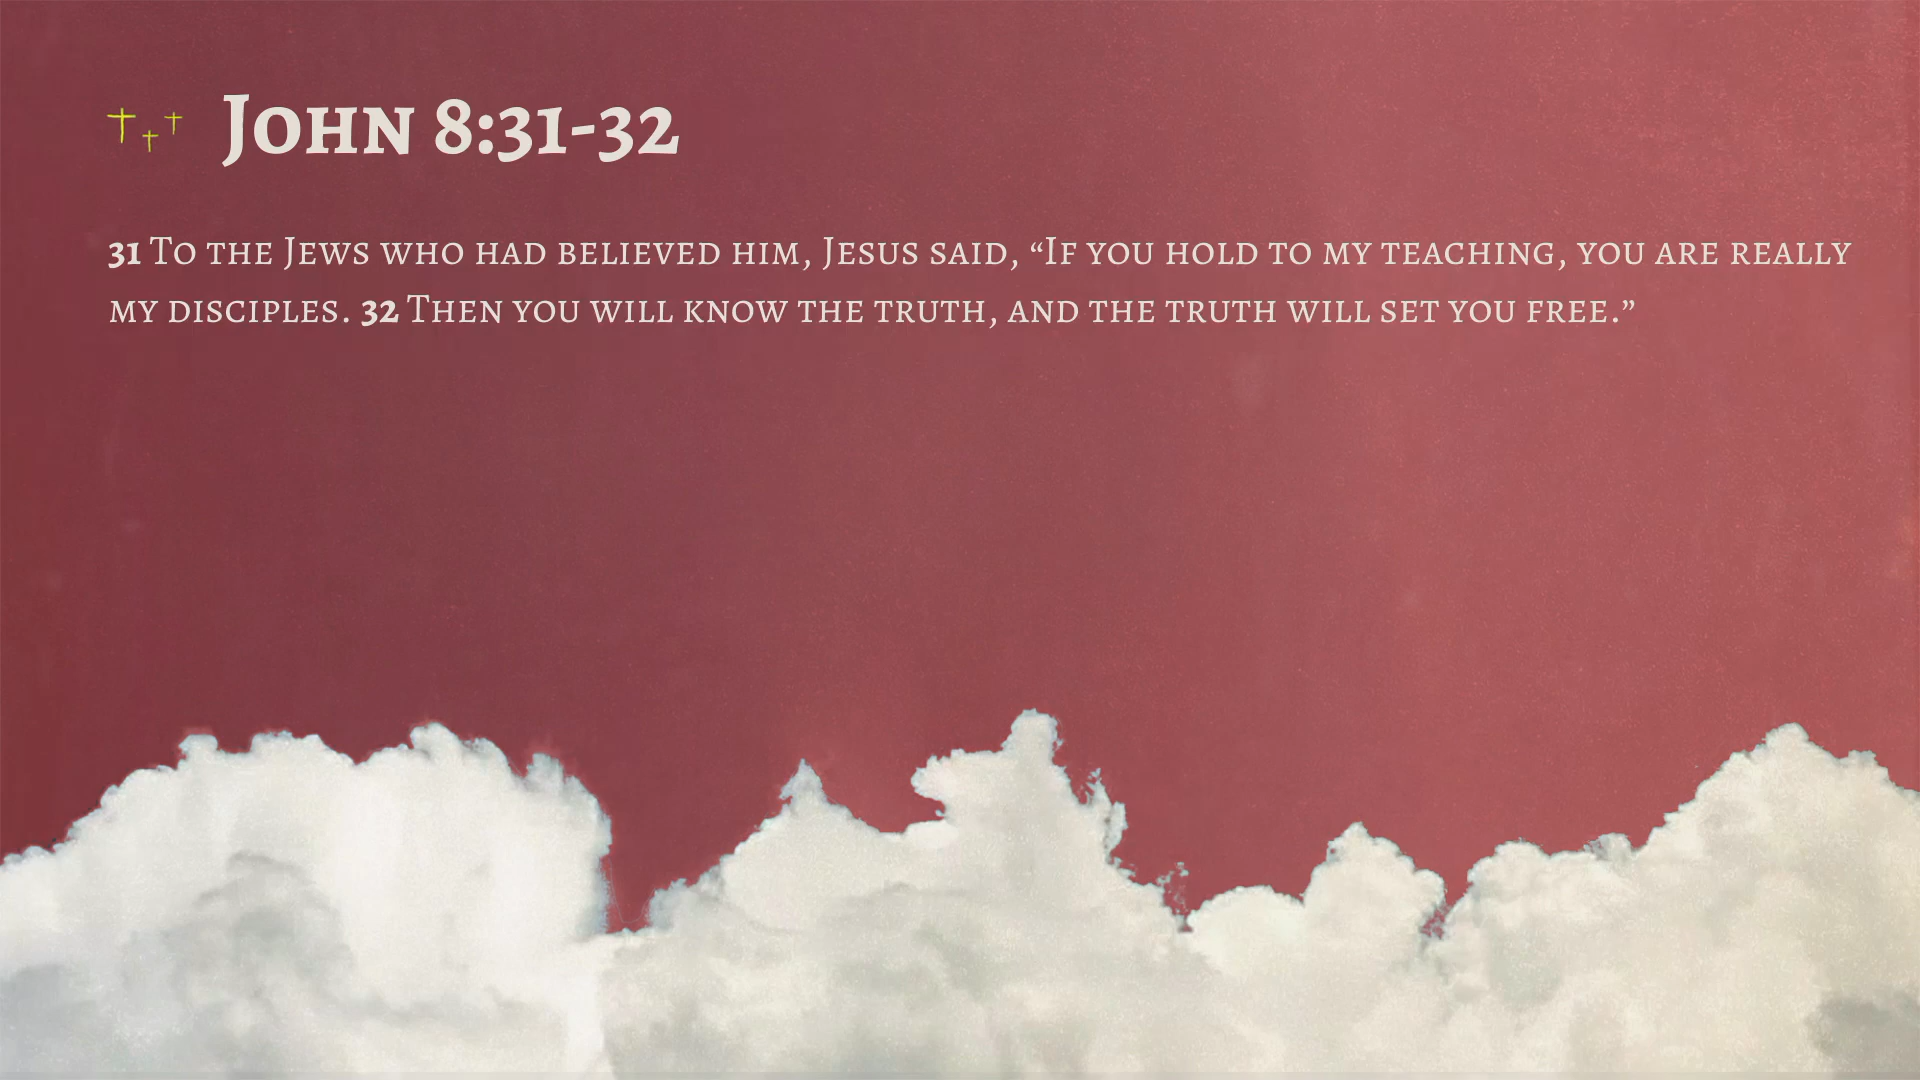 John 8:31-32
31 To the Jews who had believed him, Jesus said, “If you hold to my teaching, you are really
my disciples. 32 Then you will know the truth, and the truth will set you free.”